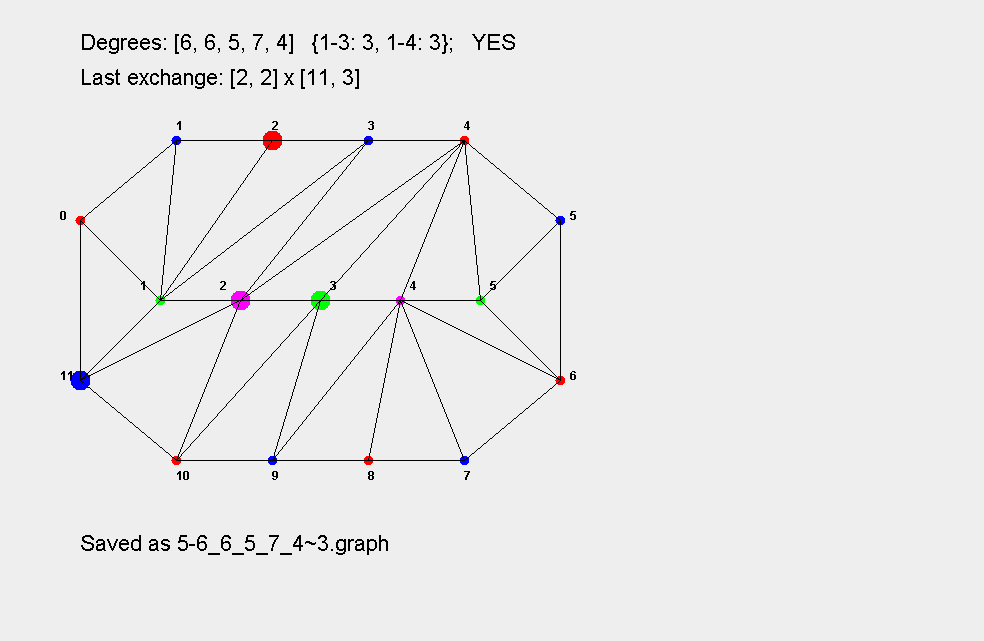 Degrees: [6, 6, 5, 7, 4] {1-3: 3, 1-4: 3}; YES
Last exchange: [2, 2] x [11, 3]
1 2 3 4
0 5
1 2 3 4 5
11 6
10 9 8 7
Saved as 5-6_6_5_7_4~3.graph